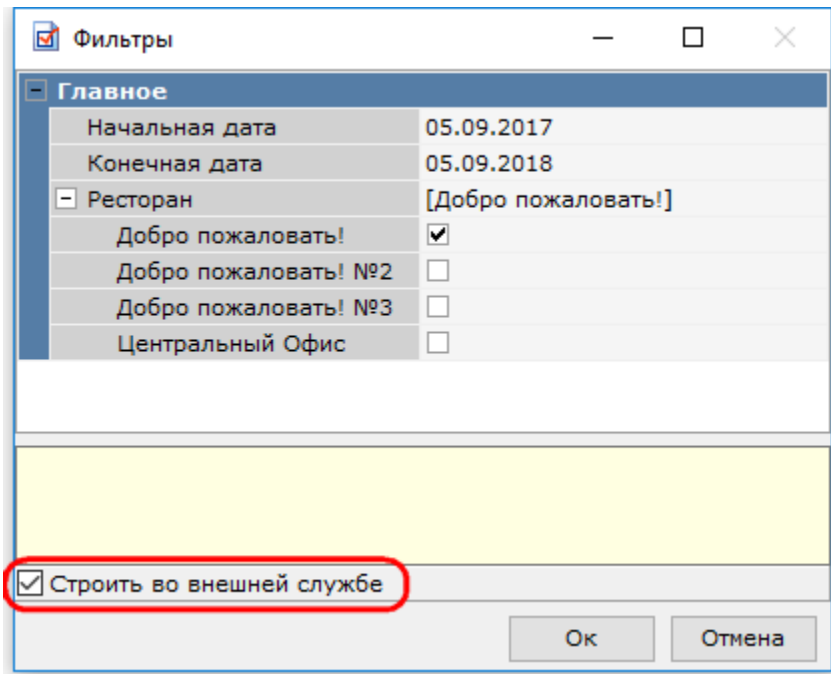 Фильтры
Главное
Начальная дата 05.09.2017
Конечная дата 05.09.2018
Ресторан [Добро пожаловать!]
Добро пожаловать!
Добро пожаловать! №2
Добро пожаловать! №3
Центральный Офис
Строить во внешней службе
Ок Отмена